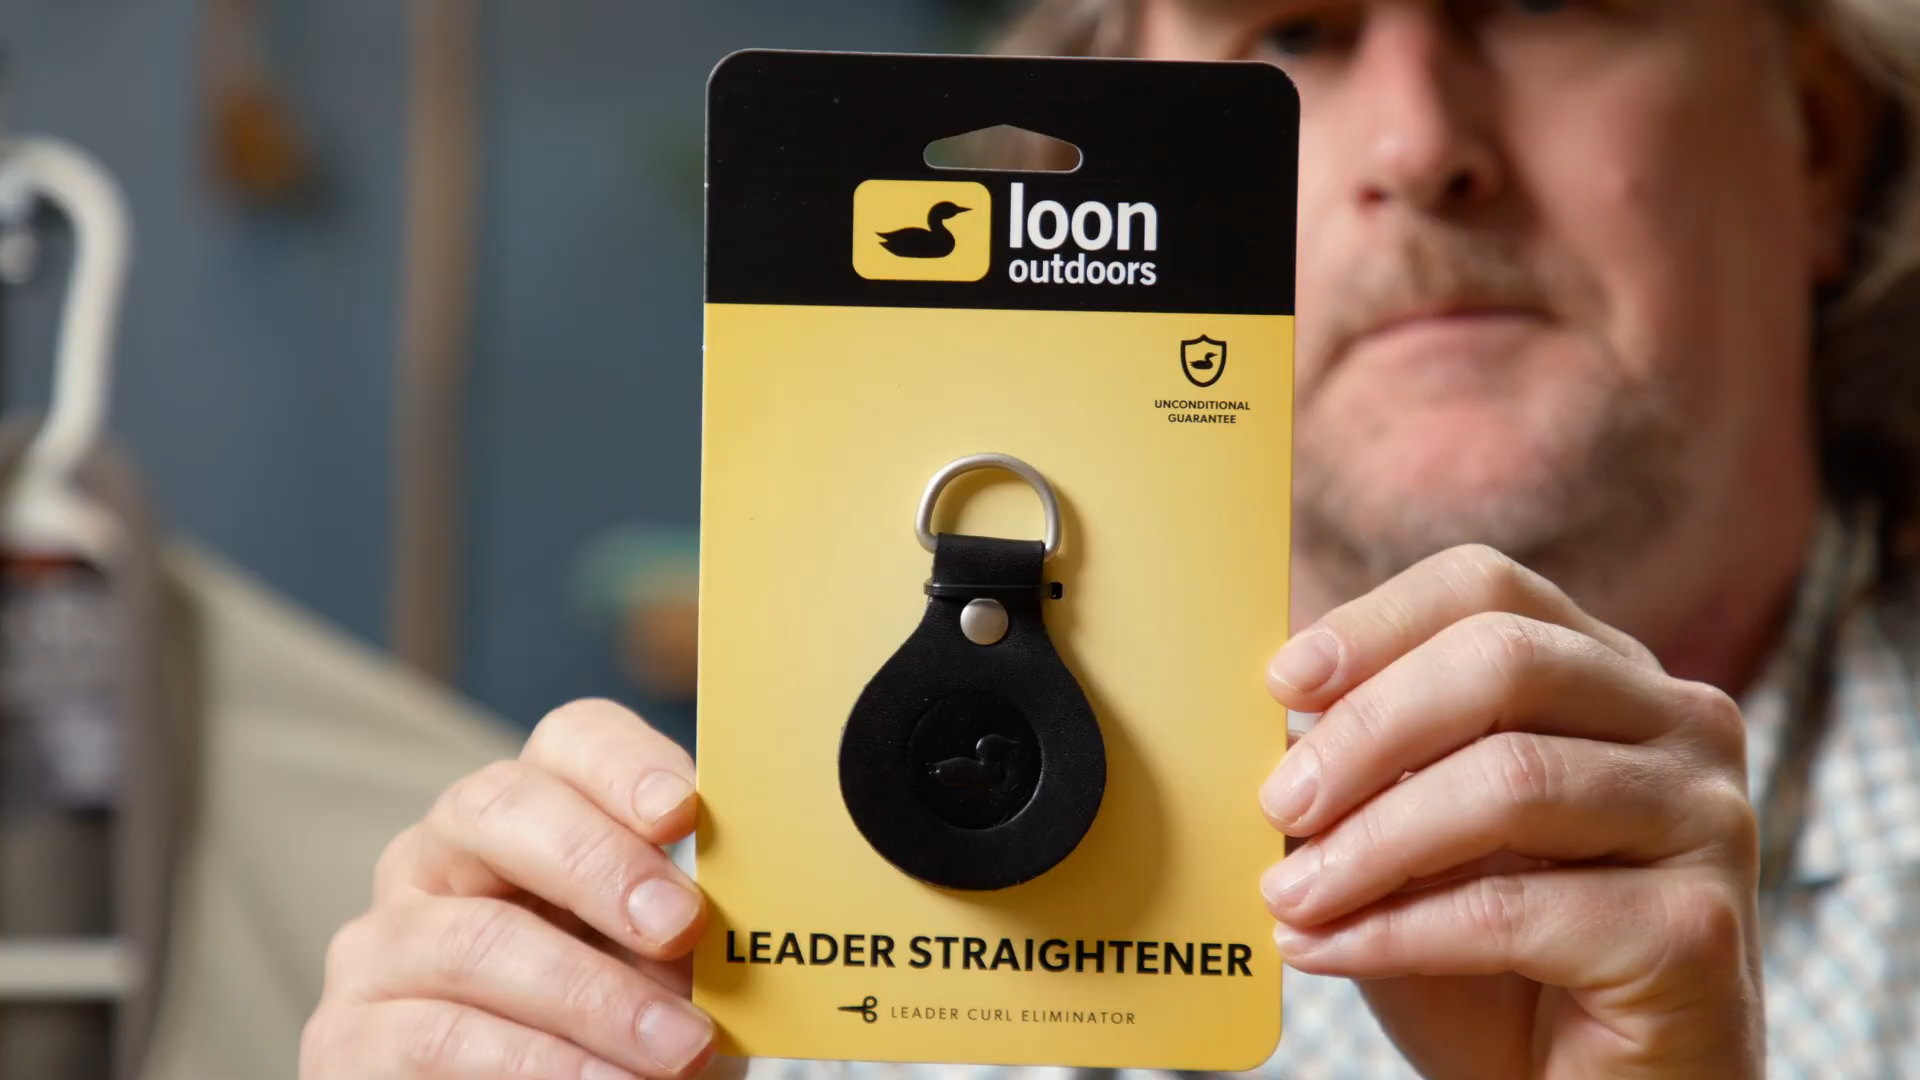 loon
outdoors
UNCONDITIONAL
GUARANTEE
LEADER STRAIGHTENER
LEADER CURL ELIMINATOR